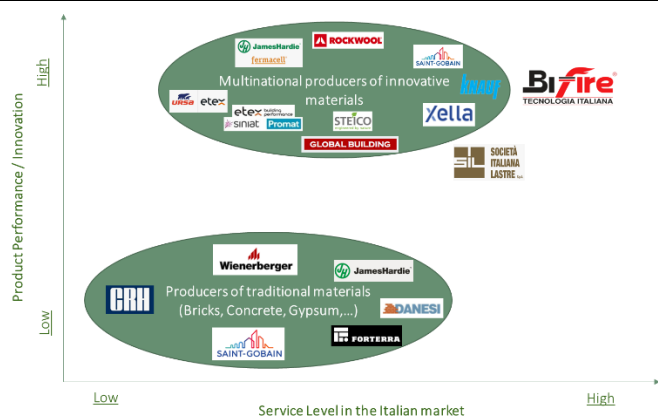 High
Product Performance / Innovation
Low
JamesHardie
fermacell
ROCKWOOL
SAINT-GOBAIN
Multinational producers of innovative
materials
knauf
BiFire
TECNOLOGIA ITALIANA
URSA
etex
etex building
performance
siniat
Promat
STEICO
xella
GLOBAL BUILDING
SIL
SOCIETÀ
ITALIANA
LASTRE SpA
Wienerberger
JamesHardie
CRH
Producers of traditional materials
(Bricks, Concrete, Gypsum,...)
DANESI
SAINT-GOBAIN
FORTERRA
Low
High
Service Level in the Italian market